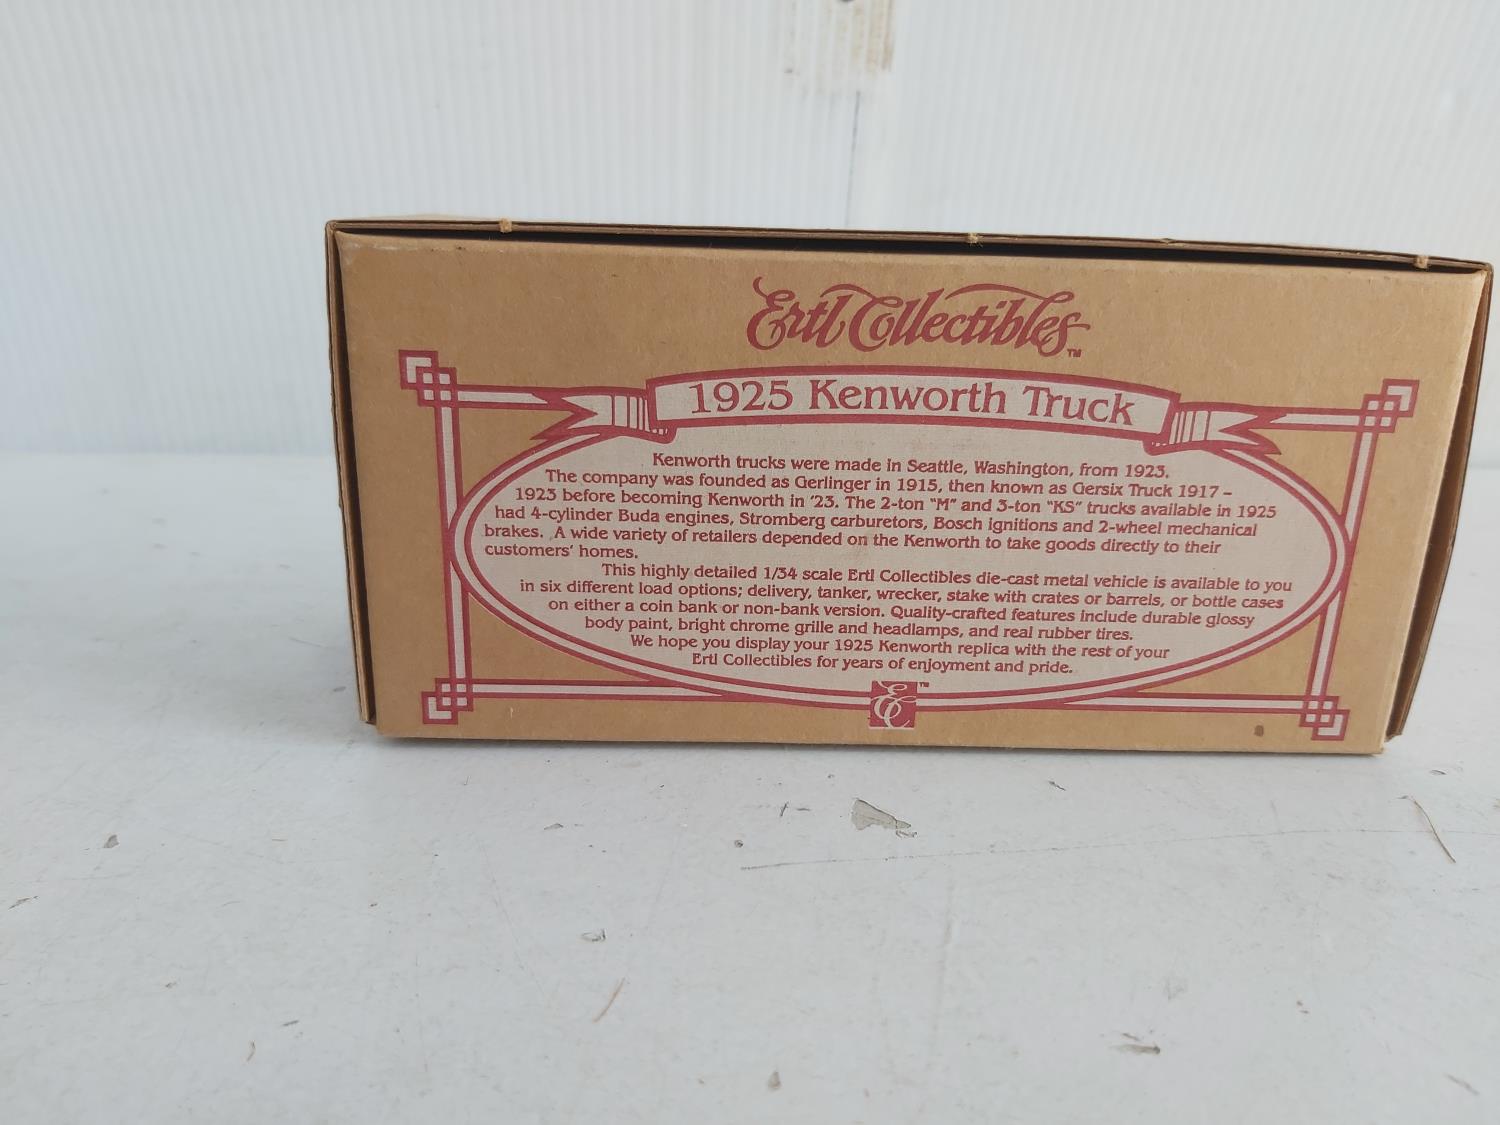 Ertl Collectibles™
1925 Kenworth Truck
Kenworth trucks were made in Seattle, Washington, from 1923.
The company was founded as Gerlinger in 1915, then known as Gersix Truck 1917 –
1923 before becoming Kenworth in '23. The 2-ton "M" and 3-ton "KS" trucks available in 1925
had 4-cylinder Buda engines, Stromberg carburetors, Bosch ignitions and 2-wheel mechanical
brakes. A wide variety of retailers depended on the Kenworth to take goods directly to their
customers' homes.
This highly detailed 1/34 scale Ertl Collectibles die-cast metal vehicle is available to you
in six different load options; delivery, tanker, wrecker, stake with crates or barrels, or bottle cases
on either a coin bank or non-bank version. Quality-crafted features include durable glossy
body paint, bright chrome grille and headlamps, and real rubber tires.
We hope you display your 1925 Kenworth replica with the rest of your
Ertl Collectibles for years of enjoyment and pride.
EC™